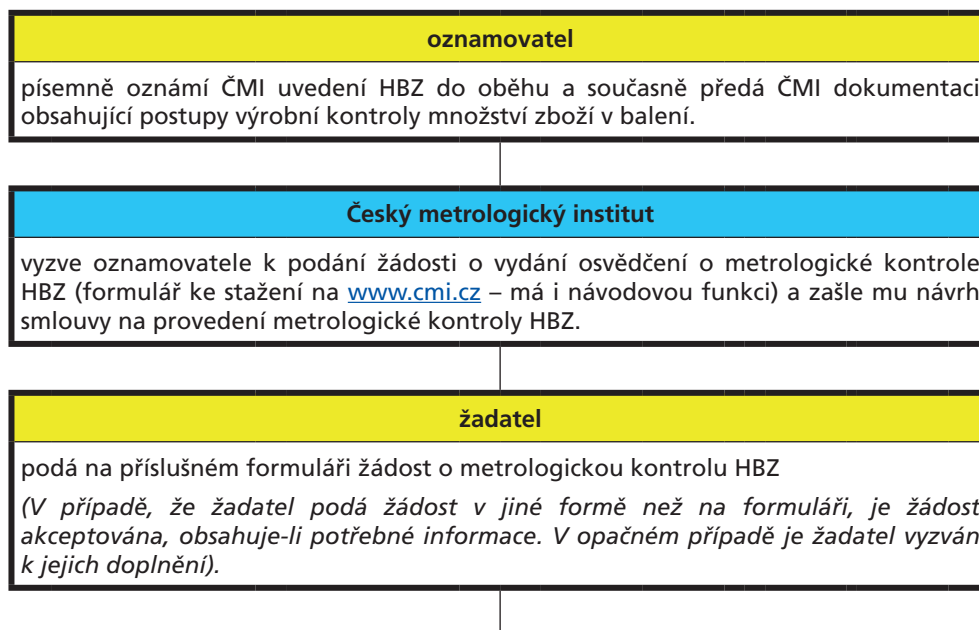 oznamovatel
písemně oznámí ČMI uvedení HBZ do oběhu a současně předá ČMI dokumentaci
obsahující postupy výrobní kontroly množství zboží v balení.
Český metrologický institut
vyzve oznamovatele k podání žádosti o vydání osvědčení o metrologické kontrole
HBZ (formulář ke stažení na www.cmi.cz – má i návodovou funkci) a zašle mu návrh
smlouvy na provedení metrologické kontroly HBZ.
žadatel
podá na příslušném formuláři žádost o metrologickou kontrolu HBZ
(V případě, že žadatel podá žádost v jiné formě než na formuláři, je žádost
akceptována, obsahuje-li potřebné informace. V opačném případě je žadatel vyzván
k jejich doplnění).